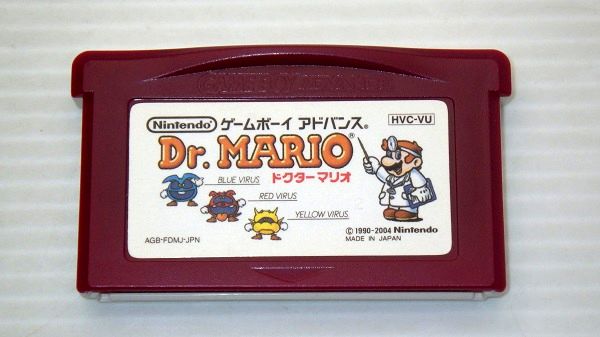 Nintendo ゲームボーイ アドバンス® HVC-VU
Dr. MARIO®
ドクターマリオ
BLUE VIRUS
RED VIRUS
YELLOW VIRUS
© 1990-2004 Nintendo
AGB-FDMJ-JPN MADE IN JAPAN